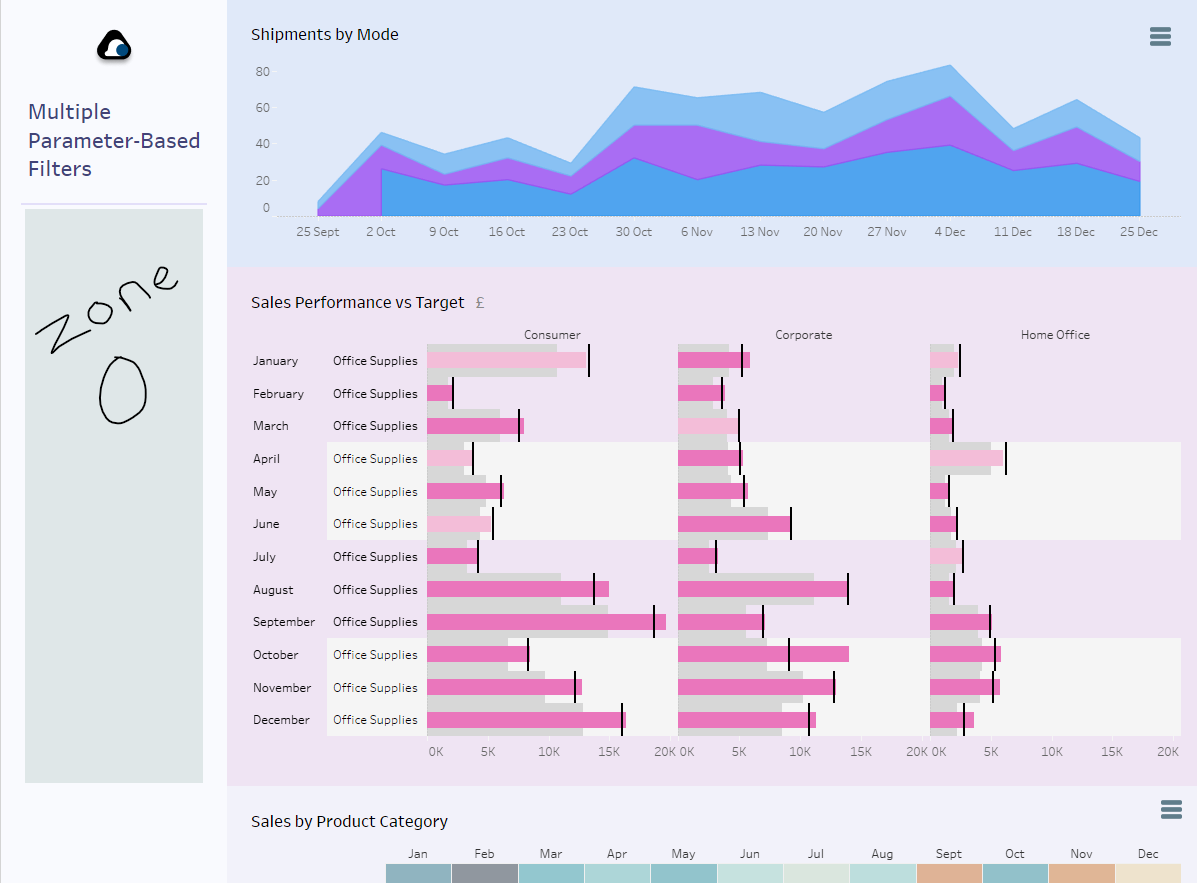 Shipments by Mode
Multiple
Parameter-Based
Filters
80
60
40
20
0
25 Sept 2 Oct 9 Oct 16 Oct 23 Oct 30 Oct 6 Nov 13 Nov 20 Nov 27 Nov 4 Dec 11 Dec 18 Dec 25 Dec
zone
0
Sales Performance vs Target £
Consumer Corporate Home Office
January Office Supplies
February Office Supplies
March Office Supplies
April Office Supplies
May Office Supplies
June Office Supplies
July Office Supplies
August Office Supplies
September Office Supplies
October Office Supplies
November Office Supplies
December Office Supplies
0K 5K 10K 15K 20K 0K 5K 10K 15K 20K 0K 5K 10K 15K 20K
Sales by Product Category
Jan Feb Mar Apr May Jun Jul Aug Sept Oct Nov Dec